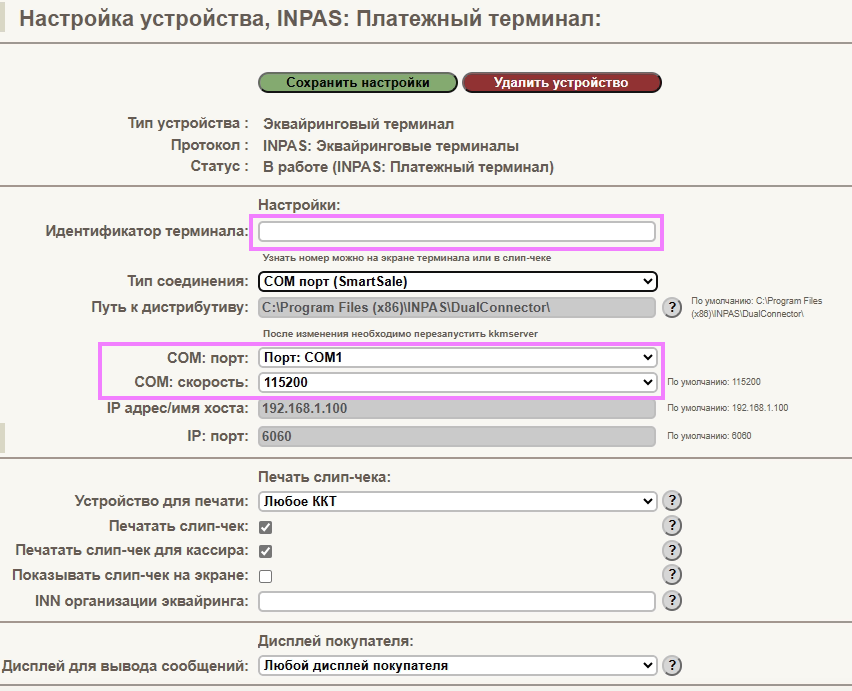 Настройка устройства, INPAS: Платежный терминал:
Сохранить настройки Удалить устройство
Тип устройства : Эквайринговый терминал
Протокол : INPAS: Эквайринговые терминалы
Статус : В работе (INPAS: Платежный терминал)
Настройки:
Идентификатор терминала:
Узнать номер можно на экране терминала или в слип-чеке
Тип соединения: COM порт (SmartSale)
Путь к дистрибутиву: C:\Program Files (x86)\INPAS\DualConnector\ ? По умолчанию: C:\Program Files
(x86)\INPAS\DualConnector\
После изменения необходимо перезапустить kkmserver
COM: порт: Порт: COM1
COM: скорость: 115200 По умолчанию: 115200
IP адрес/имя хоста: 192.168.1.100 По умолчанию: 192.168.1.100
IP: порт: 6060 По умолчанию: 6060
Печать слип-чека:
Устройство для печати: Любое ККТ ?
Печатать слип-чек: ?
Печатать слип-чек для кассира: ?
Показывать слип-чек на экране: ?
INN организации эквайринга: ?
Дисплей покупателя:
Дисплей для вывода сообщений: Любой дисплей покупателя ?